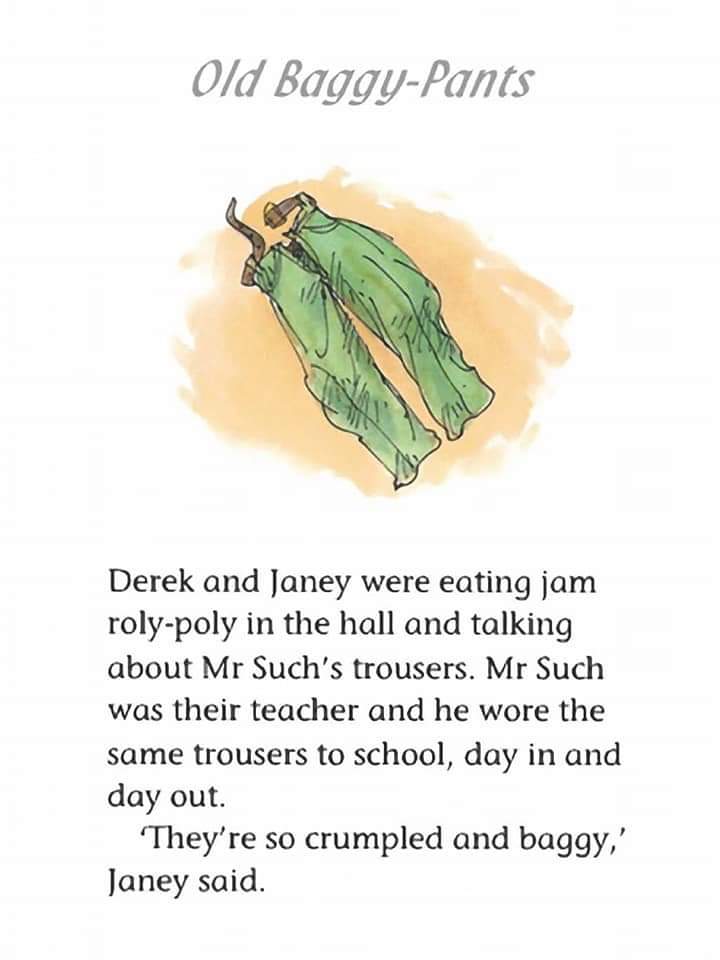 Old Baggy-Pants
Derek and Janey were eating jam
roly-poly in the hall and talking
about Mr Such's trousers. Mr Such
was their teacher and he wore the
same trousers to school, day in and
day out.
‘They're so crumpled and baggy,’
Janey said.